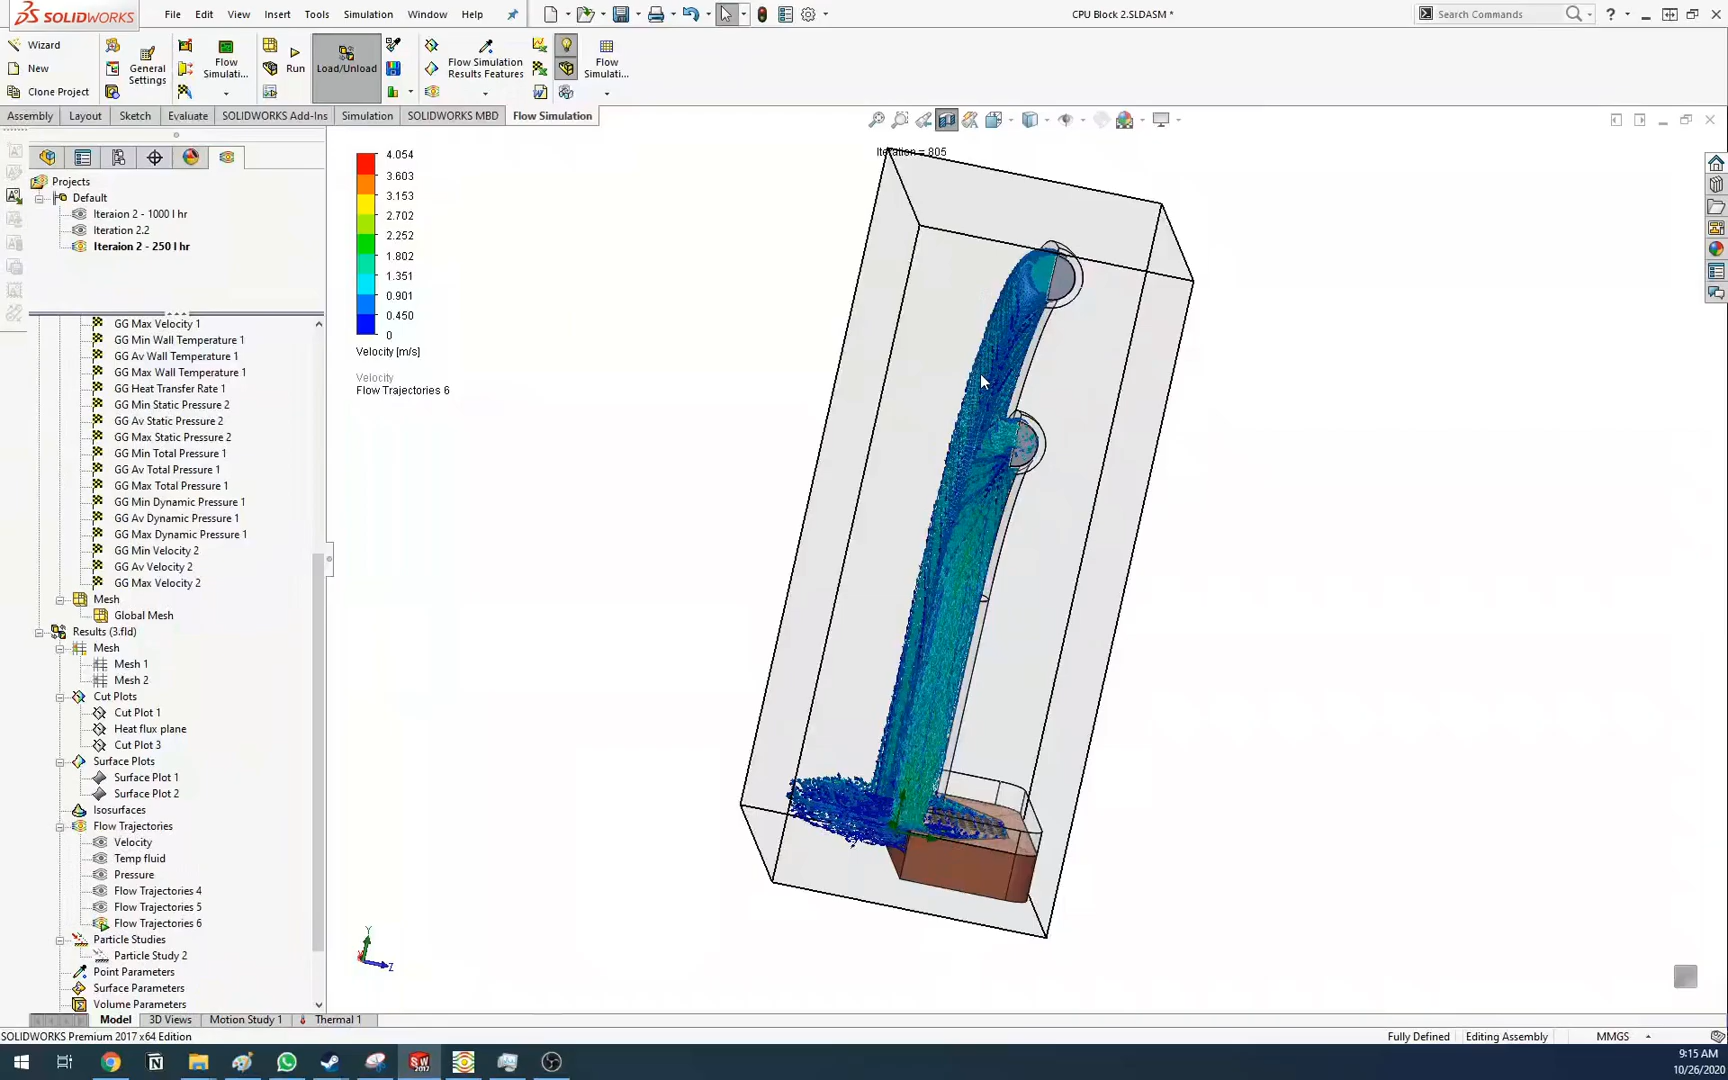 SOLIDWORKS File Edit View Insert Tools Simulation Window Help CPU Block 2.SLDASM * Search Commands
Wizard
New
Clone Project
General Settings
Flow Simulati...
Run
Load/Unload
Flow Simulation Results Features
Flow Simulati...
Assembly Layout Sketch Evaluate SOLIDWORKS Add-Ins Simulation SOLIDWORKS MBD Flow Simulation
Projects
Default
Iteraion 2 - 1000 l hr
Iteration 2.2
Iteraion 2 - 250 l hr
GG Max Velocity 1
GG Min Wall Temperature 1
GG Av Wall Temperature 1
GG Max Wall Temperature 1
GG Heat Transfer Rate 1
GG Min Static Pressure 2
GG Av Static Pressure 2
GG Max Static Pressure 2
GG Min Total Pressure 1
GG Av Total Pressure 1
GG Max Total Pressure 1
GG Min Dynamic Pressure 1
GG Av Dynamic Pressure 1
GG Max Dynamic Pressure 1
GG Min Velocity 2
GG Av Velocity 2
GG Max Velocity 2
Mesh
Global Mesh
Results (3.fld)
Mesh
Mesh 1
Mesh 2
Cut Plots
Cut Plot 1
Heat flux plane
Cut Plot 3
Surface Plots
Surface Plot 1
Surface Plot 2
Isosurfaces
Flow Trajectories
Velocity
Temp fluid
Pressure
Flow Trajectories 4
Flow Trajectories 5
Flow Trajectories 6
Particle Studies
Particle Study 2
Point Parameters
Surface Parameters
Volume Parameters
4.054
3.603
3.153
2.702
2.252
1.802
1.351
0.901
0.450
0
Velocity [m/s]
Velocity
Flow Trajectories 6
Iteration = 805
Y
Z
Model 3D Views Motion Study 1 Thermal 1
SOLIDWORKS Premium 2017 x64 Edition Fully Defined Editing Assembly MMGS
9:15 AM
10/26/2020